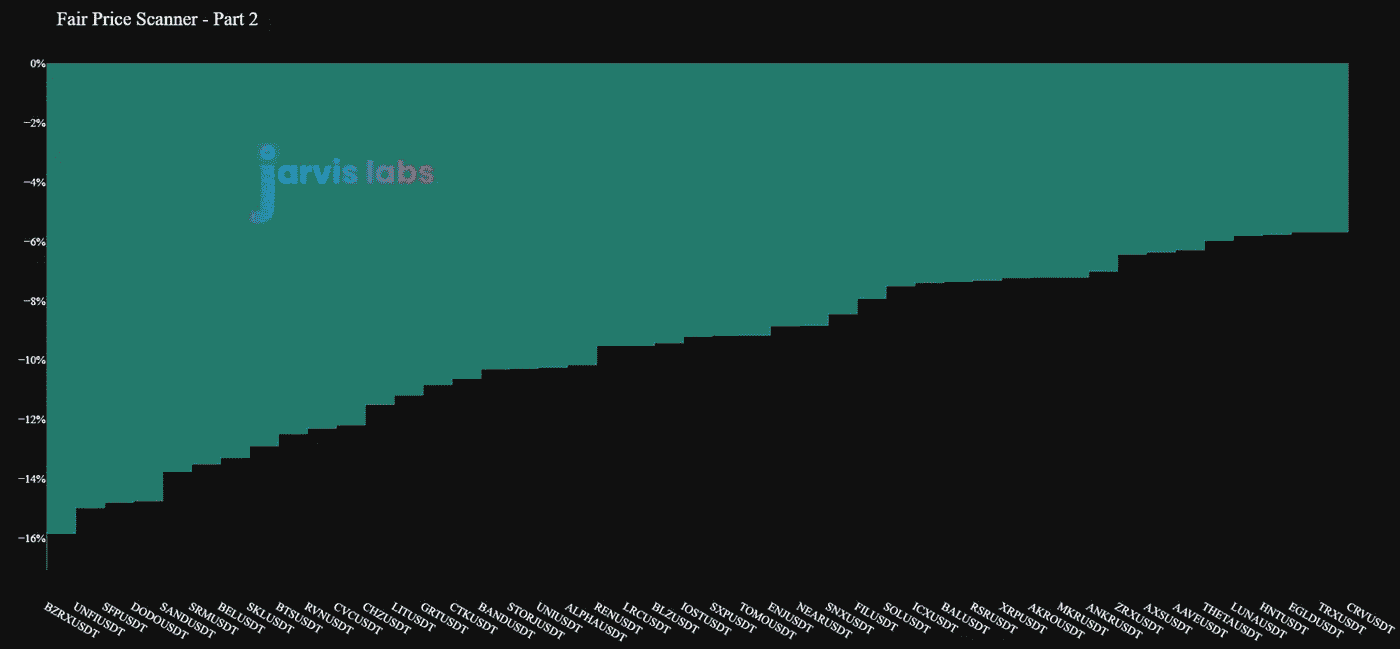 Fair Price Scanner - Part 2
0%
−2%
−4%
−6%
−8%
−10%
−12%
−14%
−16%
jarvis labs
BZRXUSDT
UNFIUSDT
SFPUSDT
DODOUSDT
SANDUSDT
SRMUSDT
BELUSDT
SKLUSDT
BTSUSDT
RVNUSDT
CVCUSDT
CHZUSDT
LITUSDT
GRTUSDT
CTKUSDT
BANDUSDT
STORJUSDT
UNIUSDT
ALPHAUSDT
RENUSDT
LRCUSDT
BLZUSDT
IOSTUSDT
SXPUSDT
TOMOUSDT
ENJUSDT
NEARUSDT
SNXUSDT
FILUSDT
SOLUSDT
ICXUSDT
BALUSDT
RSRUSDT
XRPUSDT
AKROUSDT
MKRUSDT
ANKRUSDT
ZRXUSDT
AXSUSDT
AAVEUSDT
THETAUSDT
LUNAUSDT
HNTUSDT
EGLDUSDT
TRXUSDT
CRVUSDT